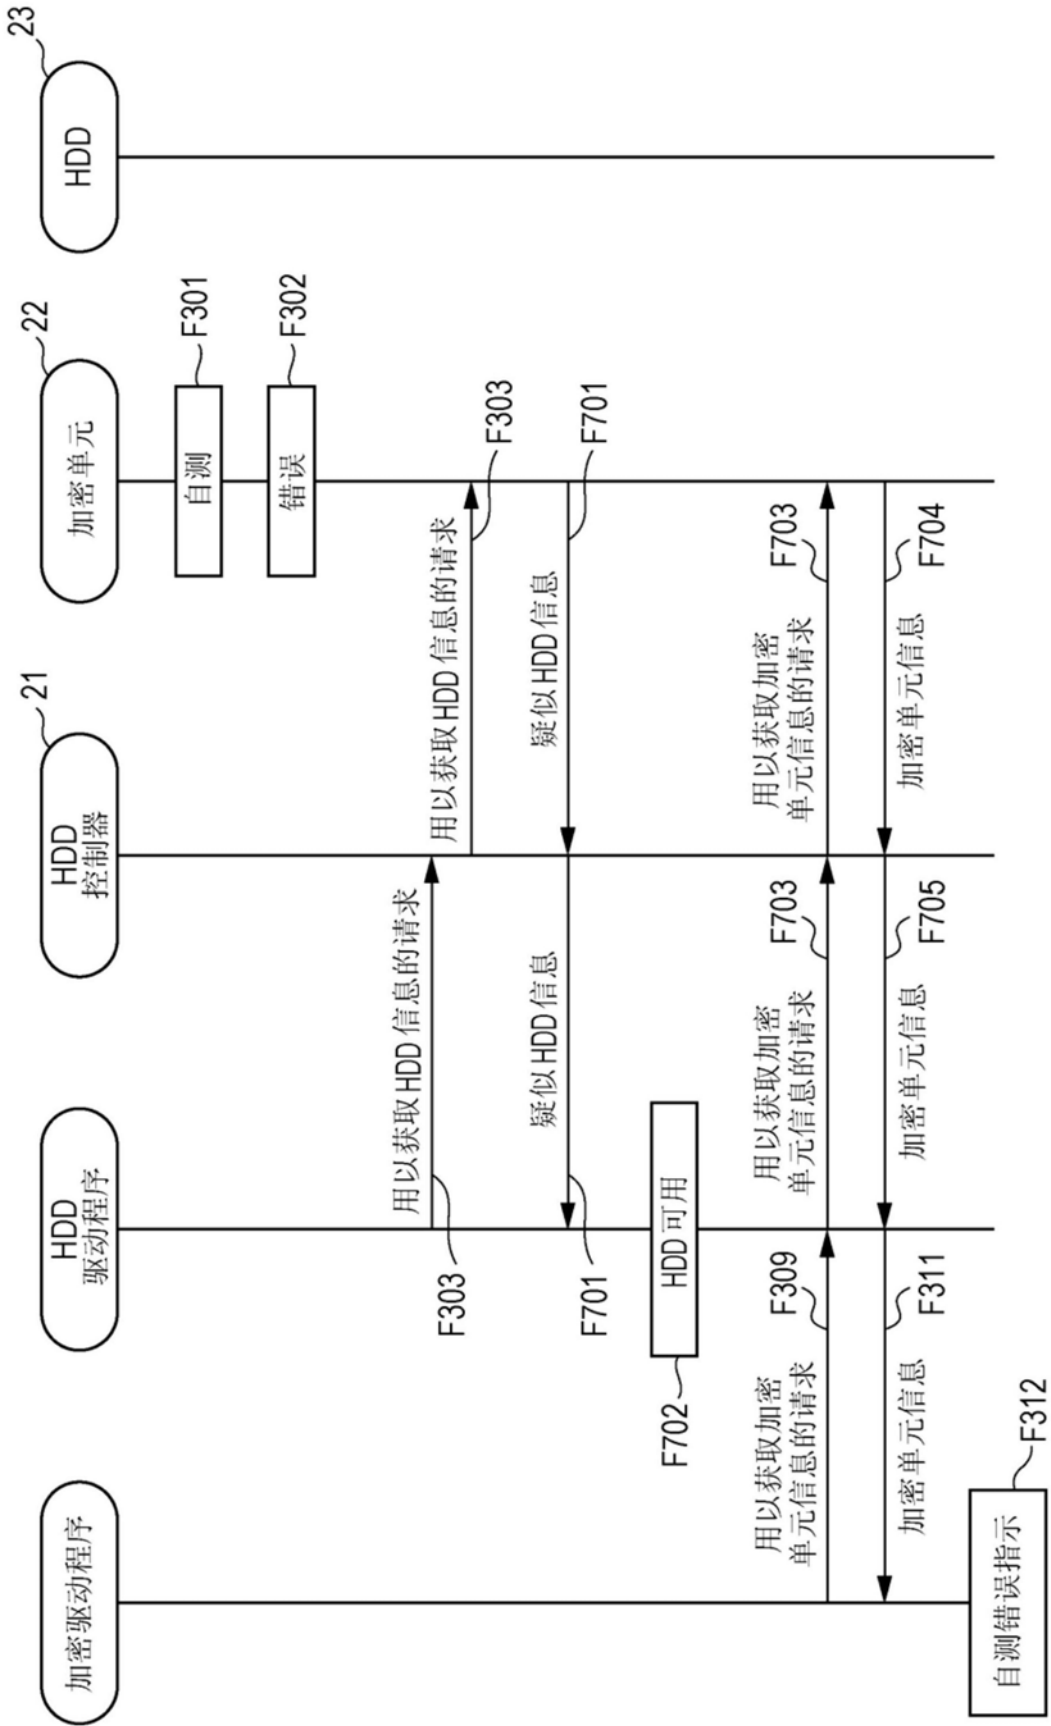 加密驱动程序
HDD
驱动程序
HDD
控制器
21
加密单元
22
HDD
23
自测
F301
错误
F302
用以获取HDD信息的请求
F303
用以获取HDD信息的请求
F303
疑似HDD信息
F701
疑似HDD信息
F701
HDD可用
F702
用以获取加密
单元信息的请求
F309
用以获取加密
单元信息的请求
F703
用以获取加密
单元信息的请求
F703
加密单元信息
F704
加密单元信息
F705
加密单元信息
F311
自测错误指示
F312